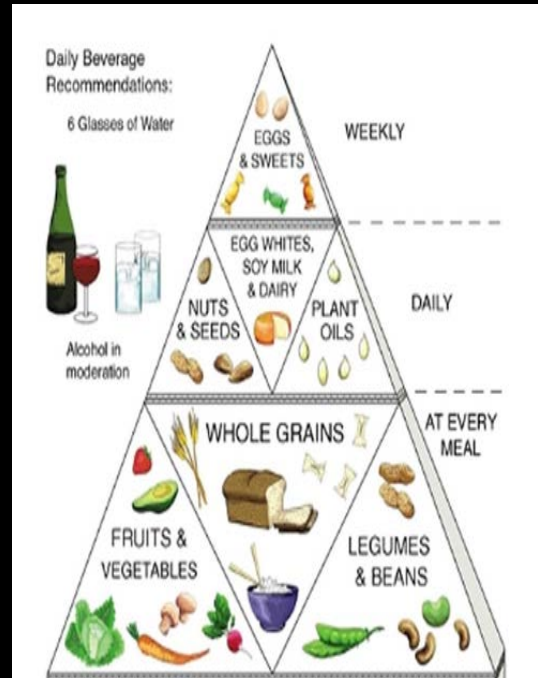 Daily Beverage
Recommendations:
6 Glasses of Water
Alcohol in
moderation
EGGS
& SWEETS
WEEKLY
EGG WHITES,
SOY MILK
& DAIRY
NUTS
& SEEDS
PLANT
OILS
DAILY
WHOLE GRAINS
AT EVERY
MEAL
FRUITS &
VEGETABLES
LEGUMES
& BEANS